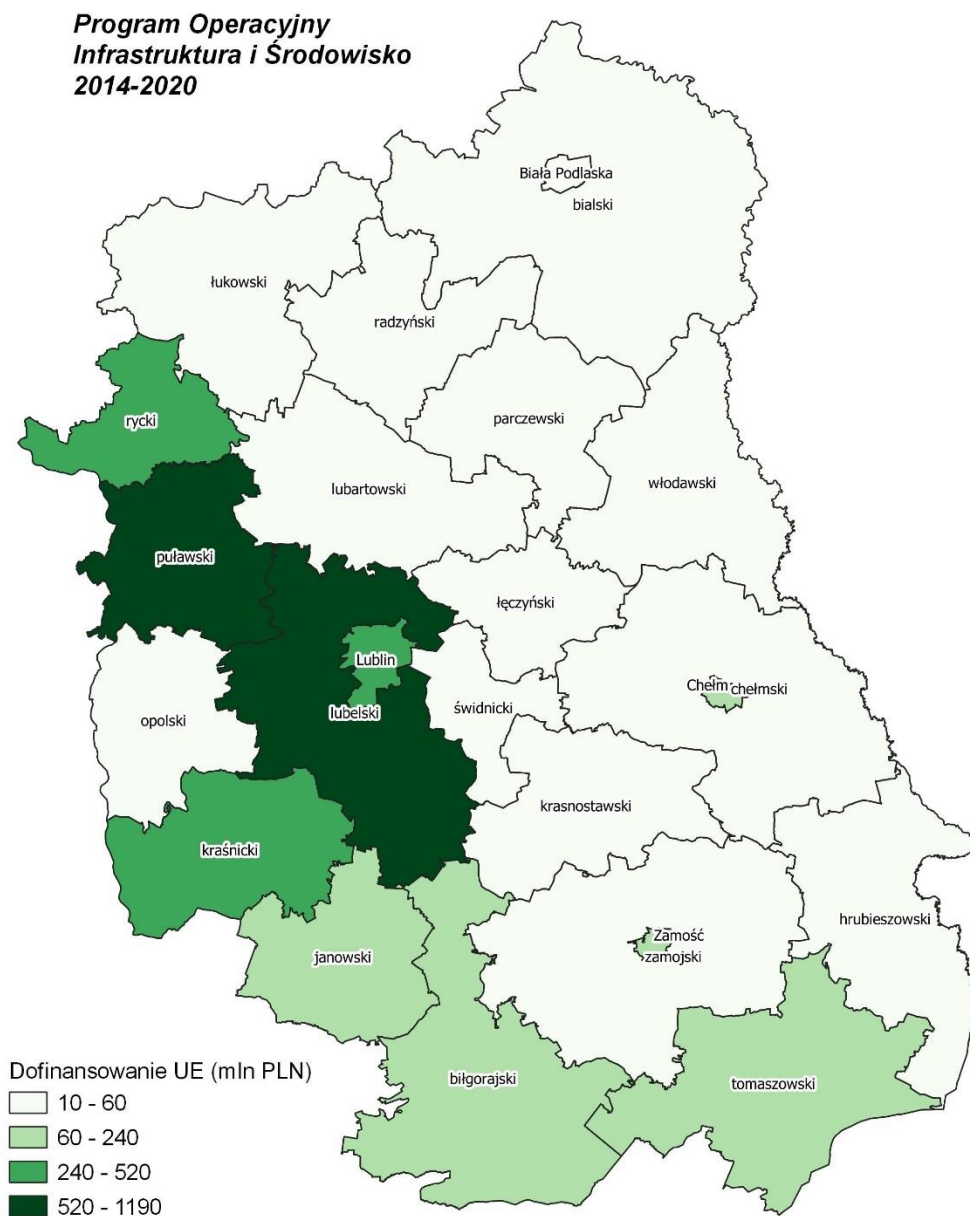 Program Operacyjny
Infrastruktura i Środowisko
2014-2020
Biała Podlaska
bialski
łukowski
radzyński
rycki
parczewski
lubartowski
włodawski
puławski
łęczyński
Lublin
Chełm
chełmski
świdnicki
lubelski
opolski
krasnostawski
kraśnicki
hrubieszowski
Zamość
zamojski
janowski
biłgorajski
tomaszowski
Dofinansowanie UE (mln PLN)
10 - 60
60 - 240
240 - 520
520 - 1190